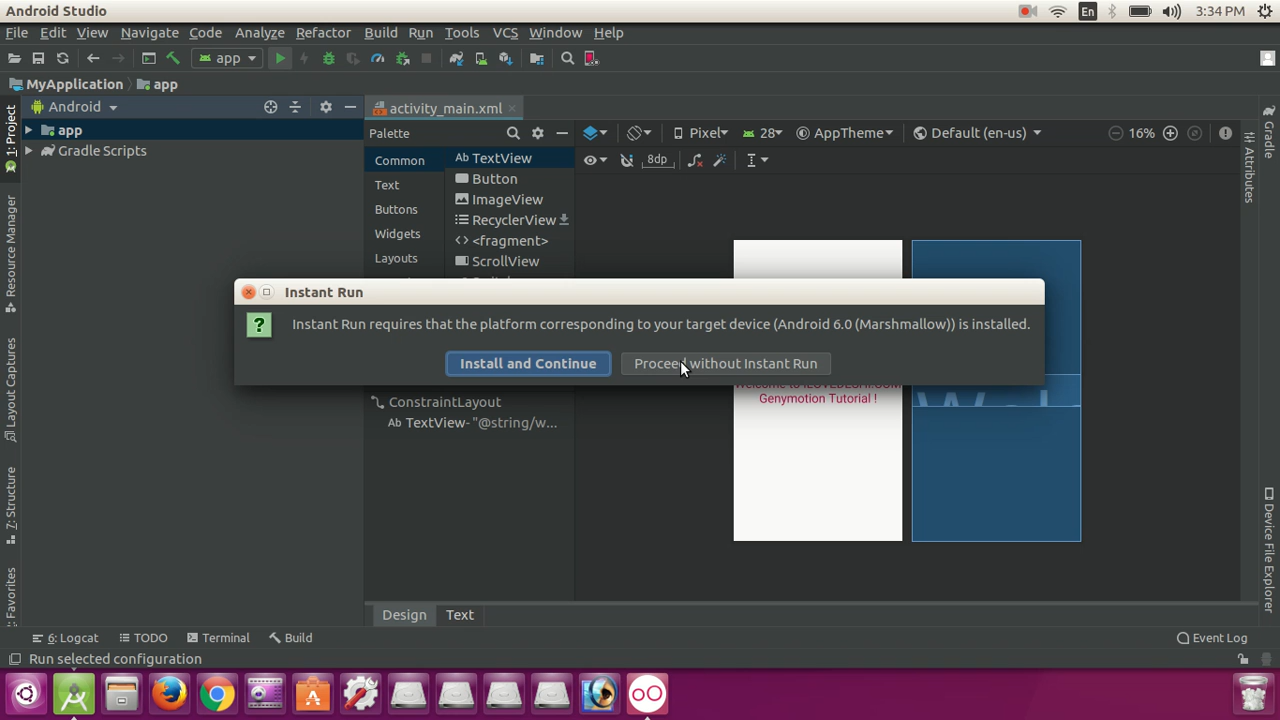 Android Studio
En
3:34 PM
File Edit View Navigate Code Analyze Refactor Build Run Tools VCS Window Help
app
MyApplication app
Android
activity_main.xml
1: Project
app
Gradle Scripts
Resource Manager
Layout Captures
7: Structure
Favorites
Palette
Common
Text
Buttons
Widgets
Layouts
Ab TextView
Button
ImageView
RecyclerView
<fragment>
ScrollView
Pixel
28
AppTheme
Default (en-us)
16%
8dp
Attributes
Gradle
Device File Explorer
Instant Run
?
Instant Run requires that the platform corresponding to your target device (Android 6.0 (Marshmallow)) is installed.
Install and Continue
Proceed without Instant Run
Genymotion Tutorial !
ConstraintLayout
Ab TextView- "@string/w...
Design Text
6: Logcat TODO Terminal Build Event Log
Run selected configuration